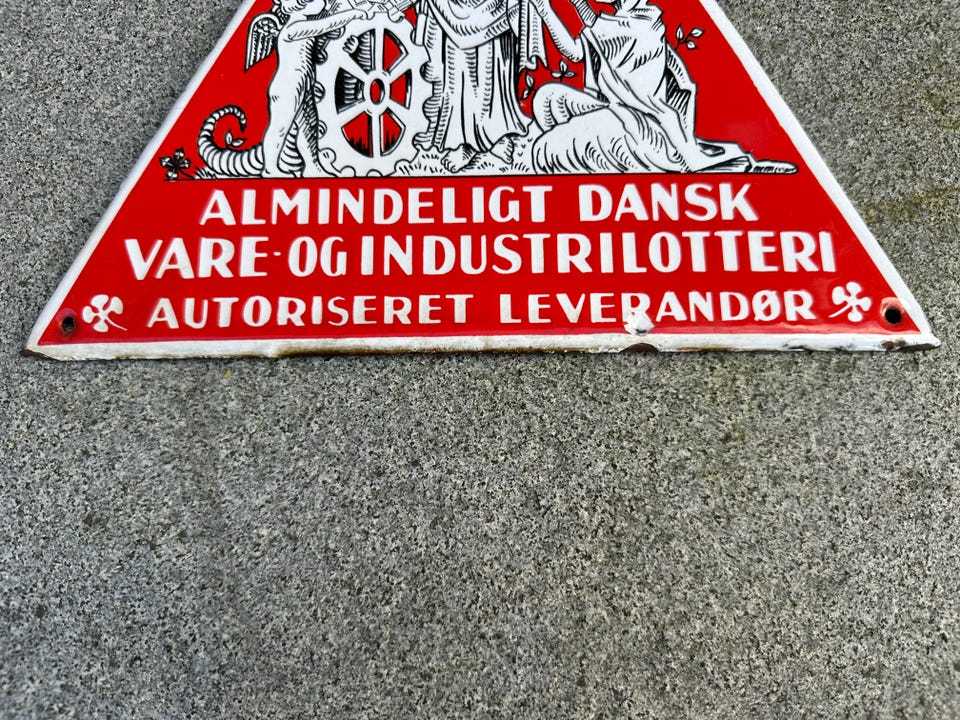 ALMINDELIGT DANSK
VARE-OG INDUSTRILOTTERI
AUTORISERET LEVERANDØR